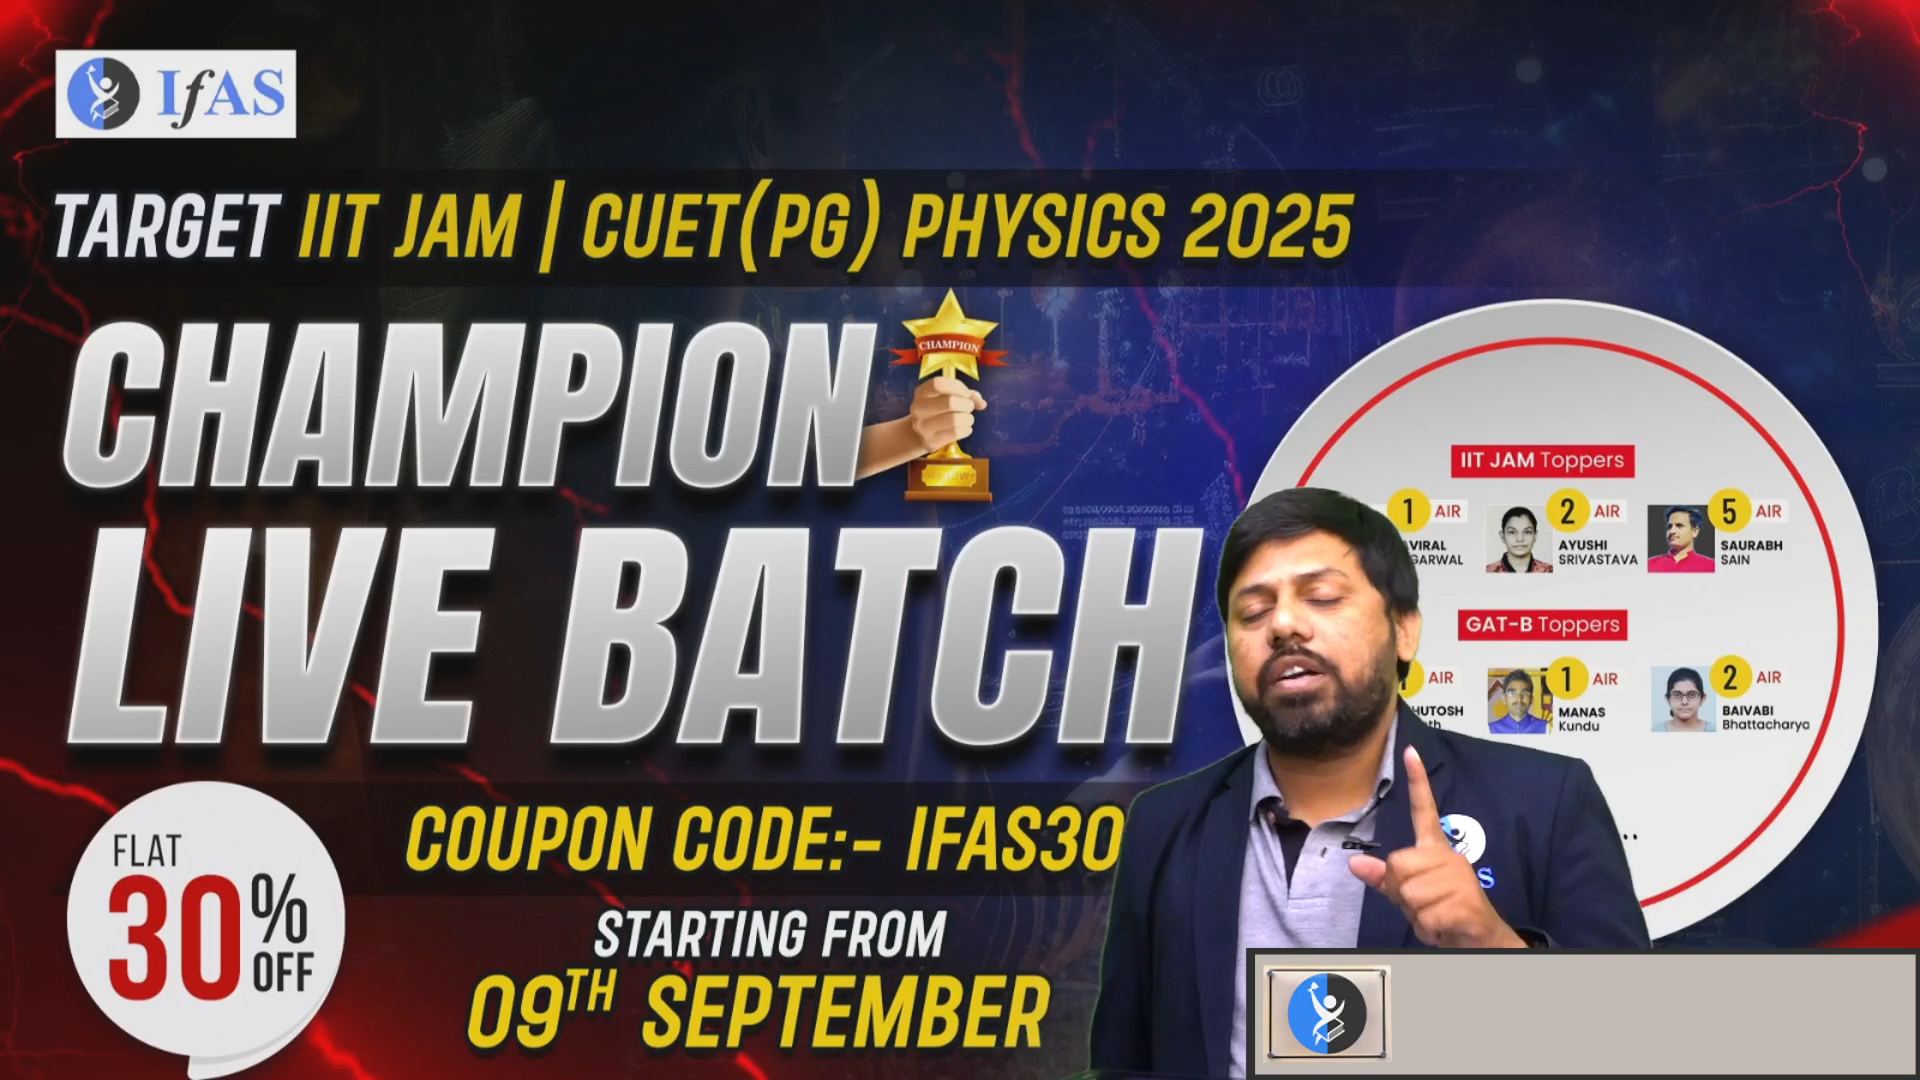 IfAS
TARGET IIT JAM | CUET(PG) PHYSICS 2025
CHAMPION
CHAMPION
LIVE BATCH
IIT JAM Toppers
1 AIR
2 AIR
AYUSHI
SRIVASTAVA
5 AIR
SAURABH
SAIN
GAT-B Toppers
AIR
1 AIR
MANAS
Kundu
2 AIR
BAIVABI
Bhattacharya
COUPON CODE:- IFAS30
FLAT
30% OFF
STARTING FROM
09TH SEPTEMBER